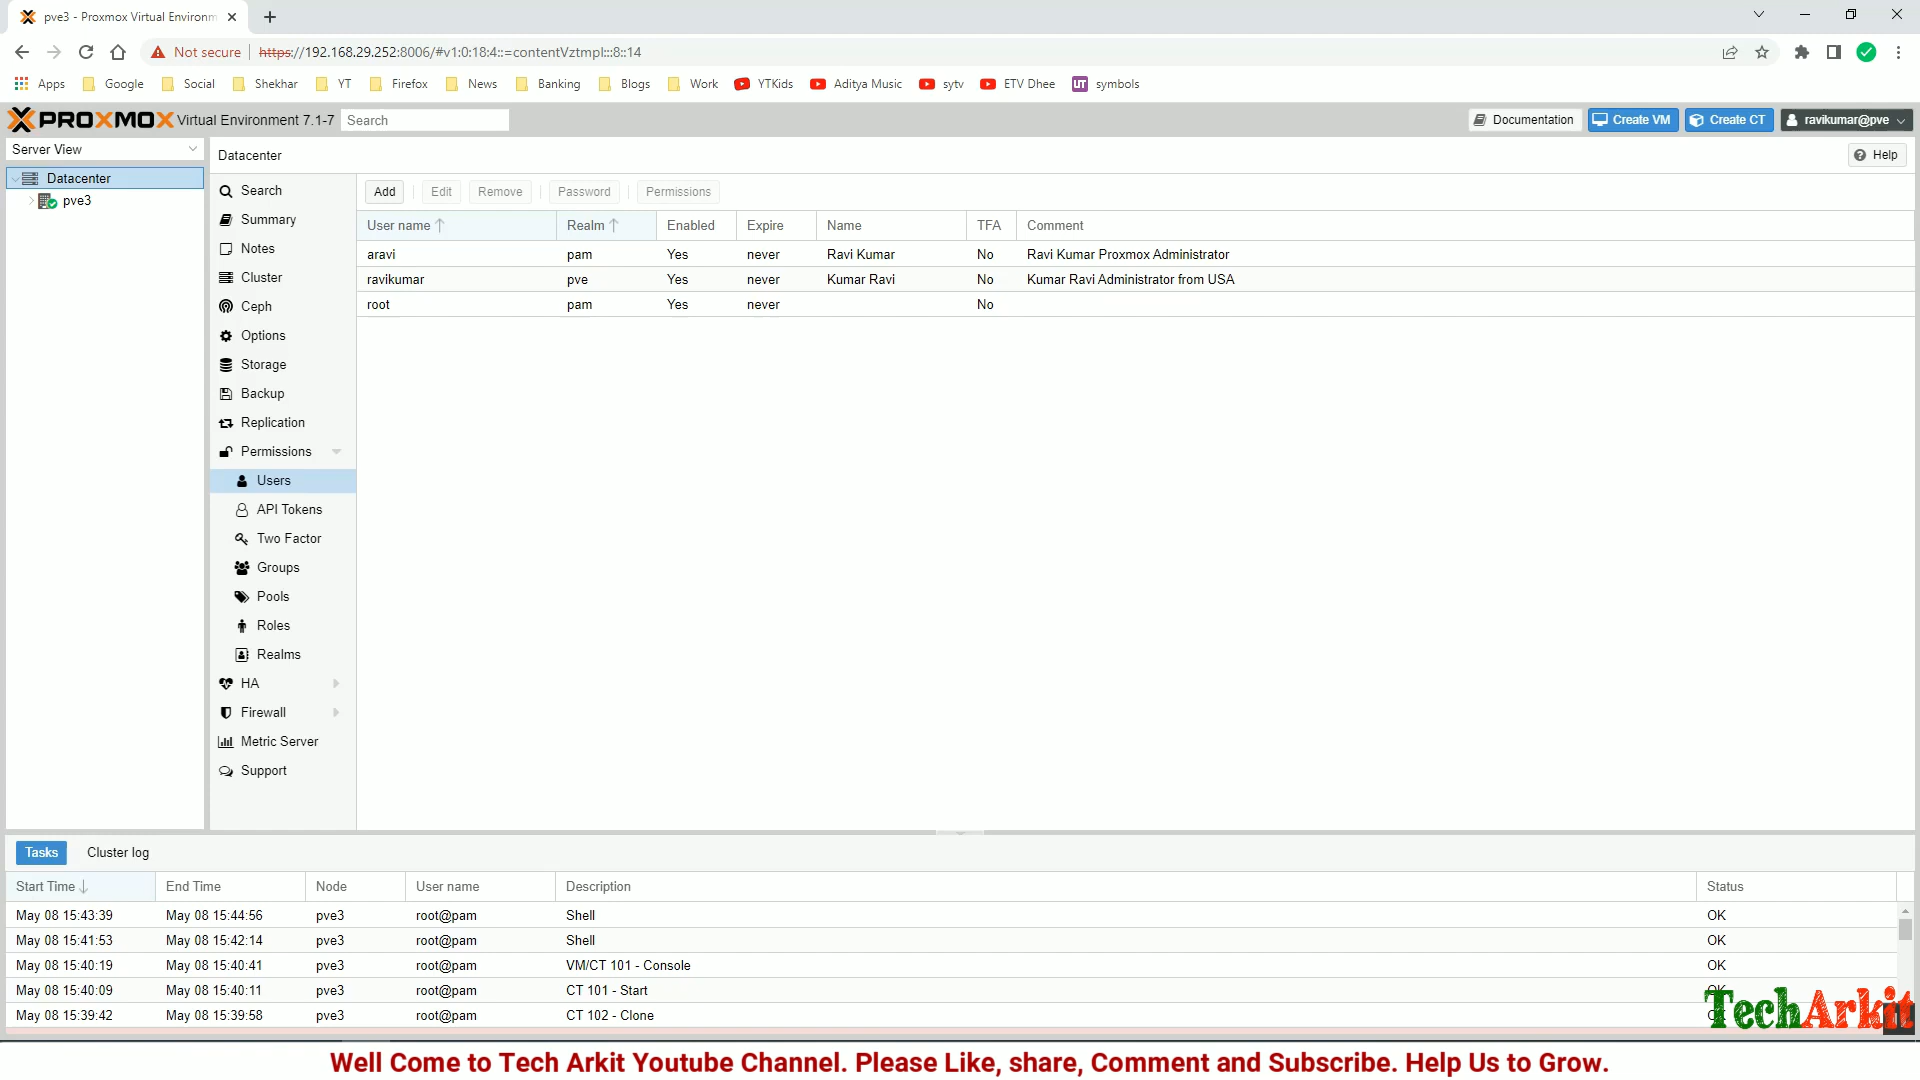 pve3 - Proxmox Virtual Environm
Not secure https://192.168.29.252:8006/#v1:0:18:4::=contentVztmpl:::8::14
Apps Google Social Shekhar YT Firefox News Banking Blogs Work YTKids Aditya Music sytv ETV Dhee UT symbols
PROXMOX Virtual Environment 7.1-7 Search Documentation Create VM Create CT ravikumar@pve
Server View
Datacenter
pve3
Datacenter Help
Search
Summary
Notes
Cluster
Ceph
Options
Storage
Backup
Replication
Permissions
Users
API Tokens
Two Factor
Groups
Pools
Roles
Realms
HA
Firewall
Metric Server
Support
Add Edit Remove Password Permissions
User name Realm Enabled Expire Name TFA Comment
aravi pam Yes never Ravi Kumar No Ravi Kumar Proxmox Administrator
ravikumar pve Yes never Kumar Ravi No Kumar Ravi Administrator from USA
root pam Yes never No
Tasks Cluster log
Start Time End Time Node User name Description Status
May 08 15:43:39 May 08 15:44:56 pve3 root@pam Shell OK
May 08 15:41:53 May 08 15:42:14 pve3 root@pam Shell OK
May 08 15:40:19 May 08 15:40:41 pve3 root@pam VM/CT 101 - Console OK
May 08 15:40:09 May 08 15:40:11 pve3 root@pam CT 101 - Start OK
May 08 15:39:42 May 08 15:39:58 pve3 root@pam CT 102 - Clone
TechArkit
Well Come to Tech Arkit Youtube Channel. Please Like, share, Comment and Subscribe. Help Us to Grow.